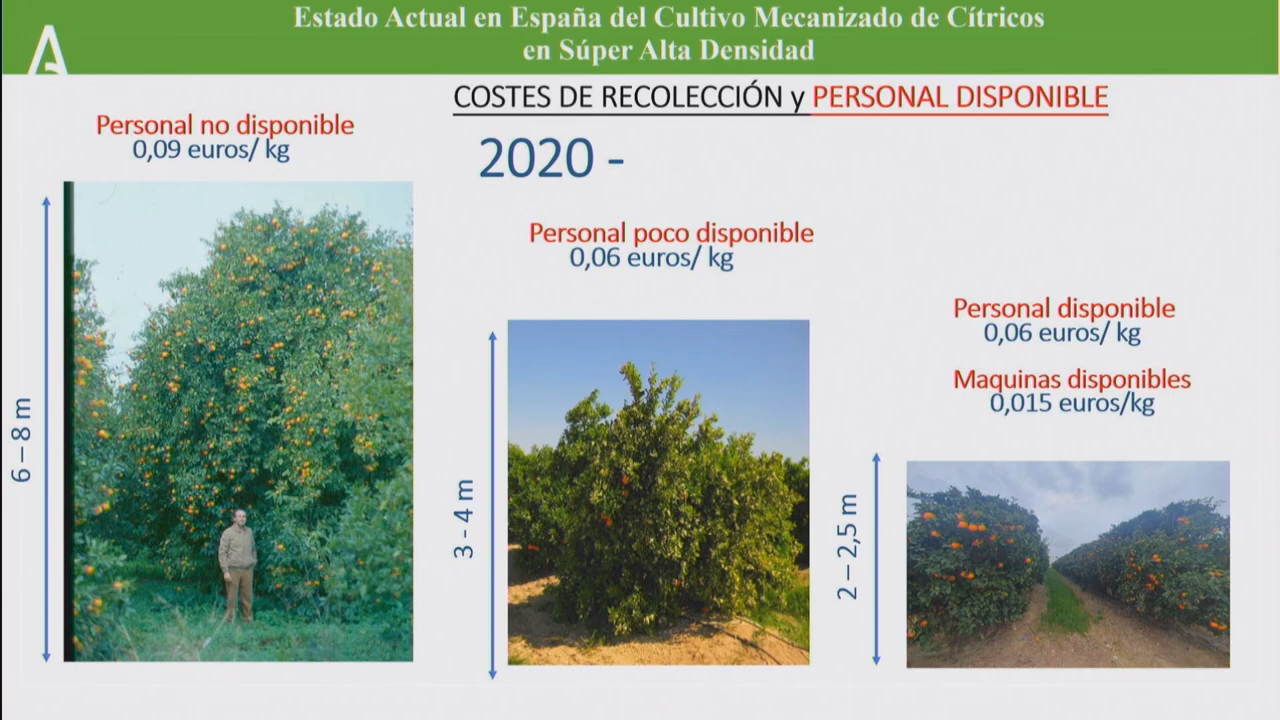 Estado Actual en España del Cultivo Mecanizado de Cítricos
en Súper Alta Densidad
COSTES DE RECOLECCIÓN y PERSONAL DISPONIBLE
2020 -
Personal no disponible
0,09 euros/ kg
6 – 8 m
Personal poco disponible
0,06 euros/ kg
3 - 4 m
Personal disponible
0,06 euros/ kg
Maquinas disponibles
0,015 euros/kg
2 – 2,5 m